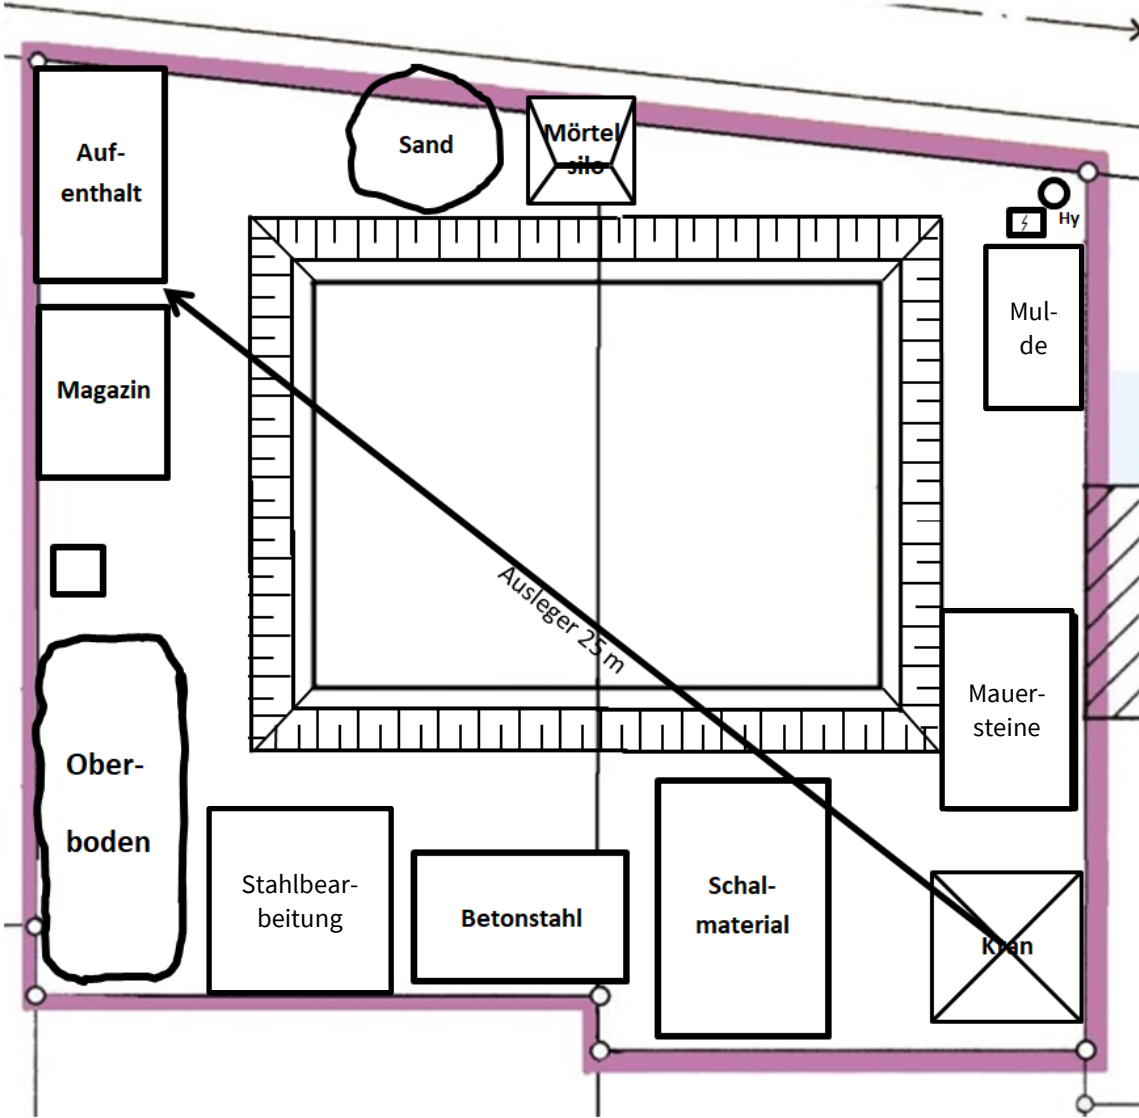 Auf-
enthalt
Sand
Mörtel
silo
Hy
Mul-
de
Magazin
Ausleger 25 m
Mauer-
steine
Ober-
boden
Stahlbear-
beitung
Betonstahl
Schal-
material
Kran